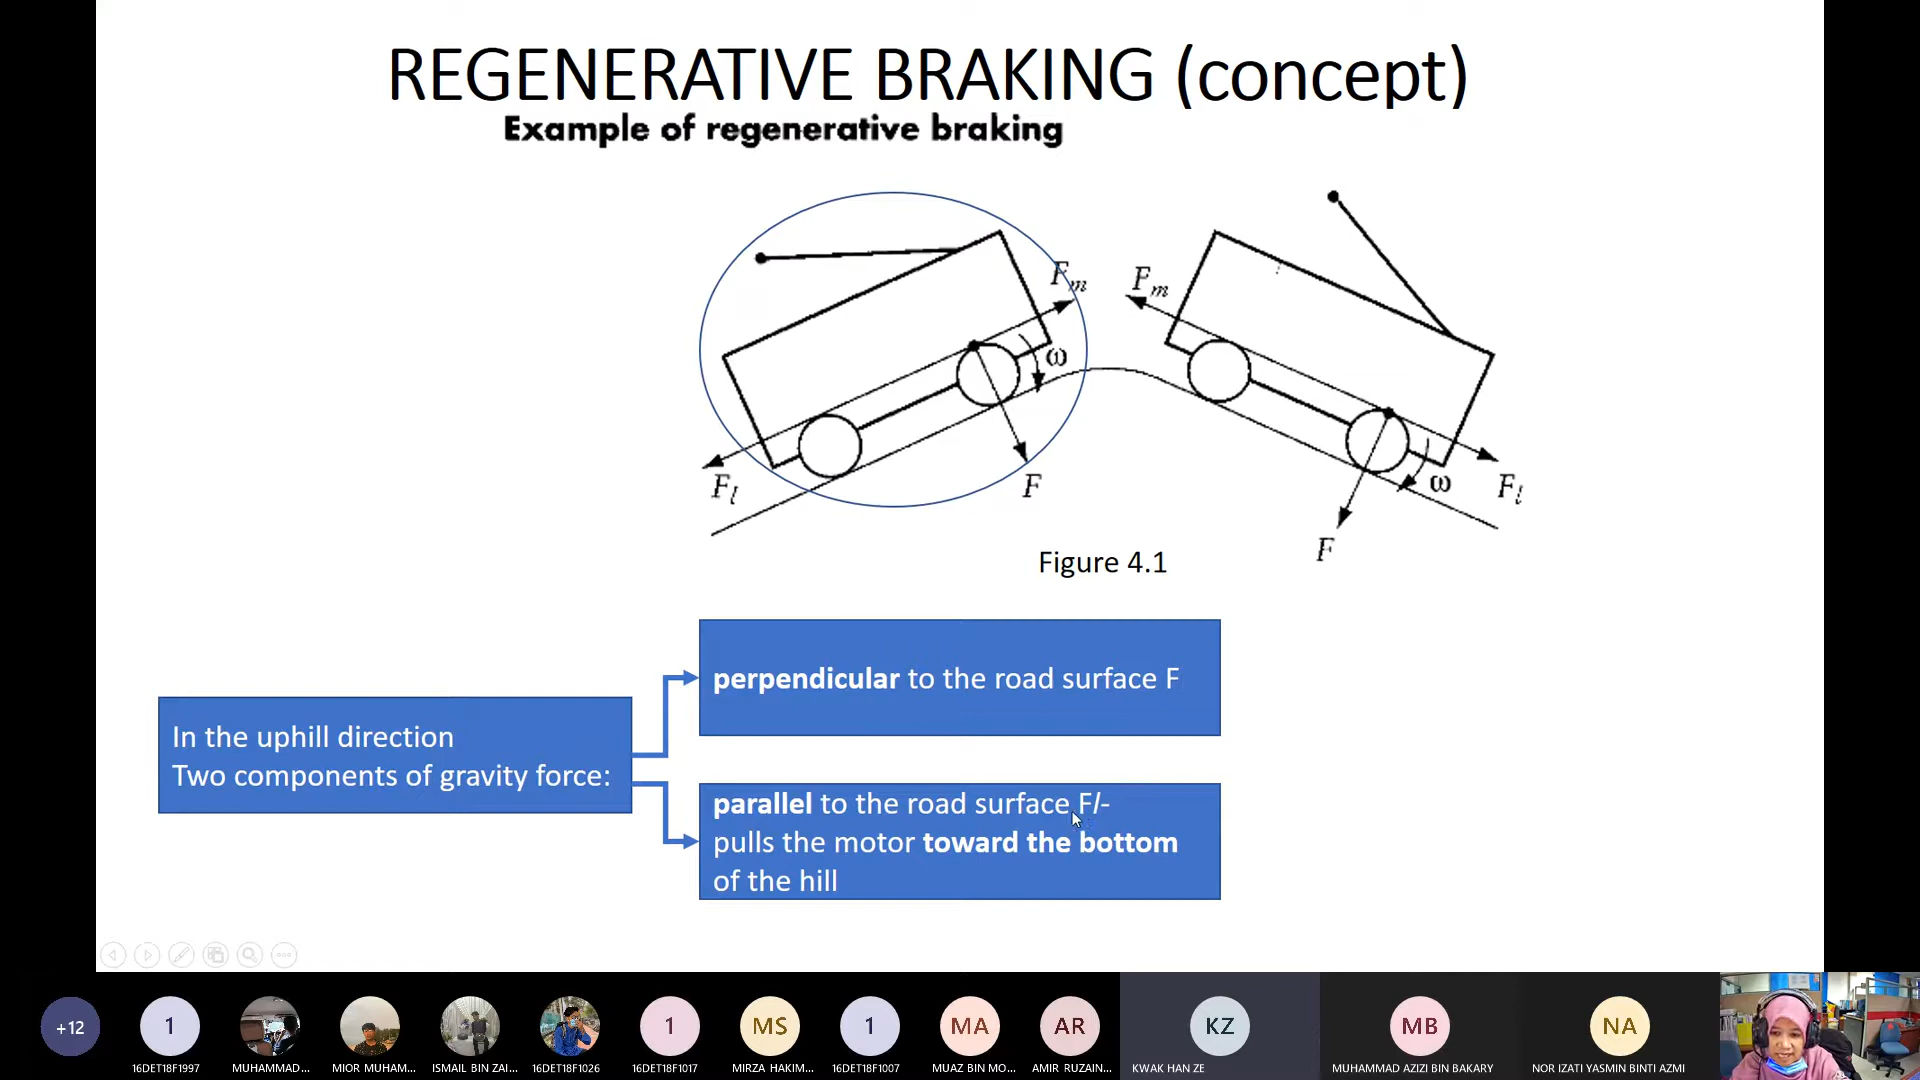 REGENERATIVE BRAKING (concept)
Example of regenerative braking
Fm
Fm
ω
Fl
F
ω
Fl
F
Figure 4.1
perpendicular to the road surface F
In the uphill direction
Two components of gravity force:
parallel to the road surface Fl-
pulls the motor toward the bottom
of the hill
+12
1
1
MS
1
MA
AR
KZ
MB
NA
16DET18F1997
MUHAMMAD...
MIOR MUHAM...
ISMAIL BIN ZAI...
16DET18F1026
16DET18F1017
MIRZA HAKIM...
16DET18F1007
MUAZ BIN MO...
AMIR RUZAIN...
KWAK HAN ZE
MUHAMMAD AZIZI BIN BAKARY
NOR IZATI YASMIN BINTI AZMI